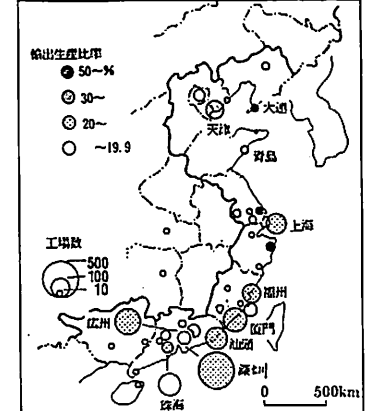 輸出生産比率
50~%
30~
20~
~19.9
大連
天津
青島
上海
工場数
500
100
10
福州
広州
厦門
汕頭
深圳
珠海
0 500km